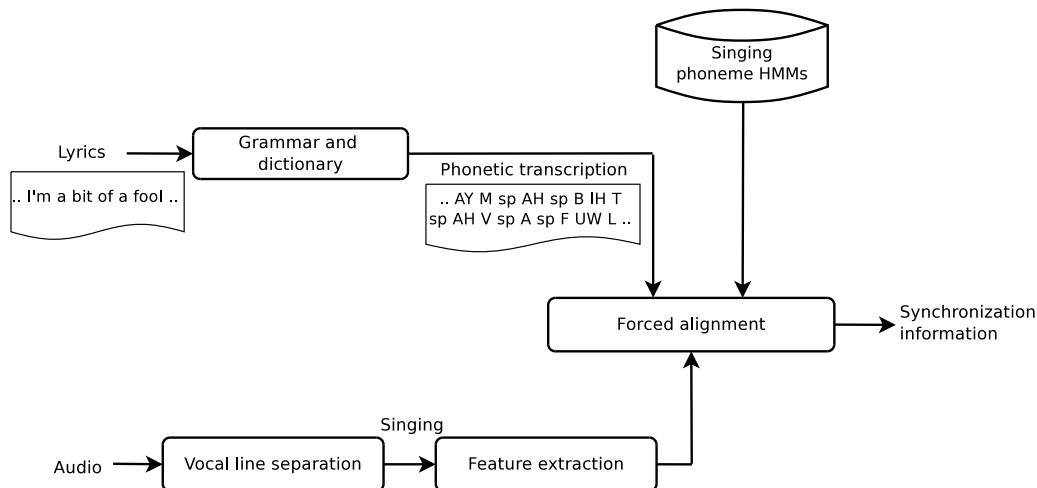 Singing
phoneme HMMs
Lyrics
Grammar and
dictionary
Phonetic transcription
.. I'm a bit of a fool ..
.. AY M sp AH sp B IH T
sp AH V sp A sp F UW L ..
Forced alignment
Synchronization
information
Singing
Audio
Vocal line separation
Feature extraction